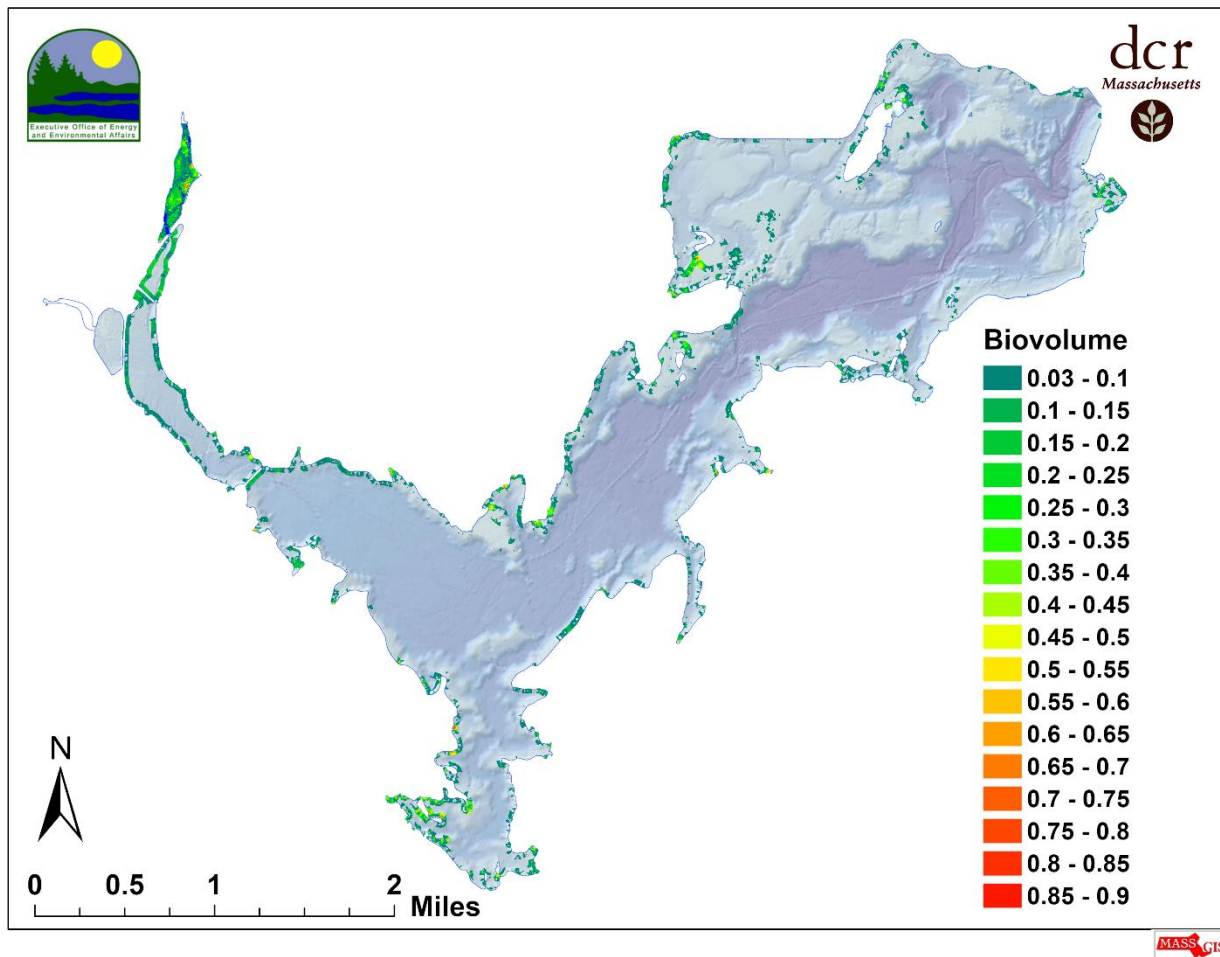 Executive Office of Energy
and Environmental Affairs
dcr
Massachusetts
Biovolume
0.03 - 0.1
0.1 - 0.15
0.15 - 0.2
0.2 - 0.25
0.25 - 0.3
0.3 - 0.35
0.35 - 0.4
0.4 - 0.45
0.45 - 0.5
0.5 - 0.55
0.55 - 0.6
0.6 - 0.65
0.65 - 0.7
0.7 - 0.75
0.75 - 0.8
0.8 - 0.85
0.85 - 0.9
N
0 0.5 1 2
Miles
MASS GIS